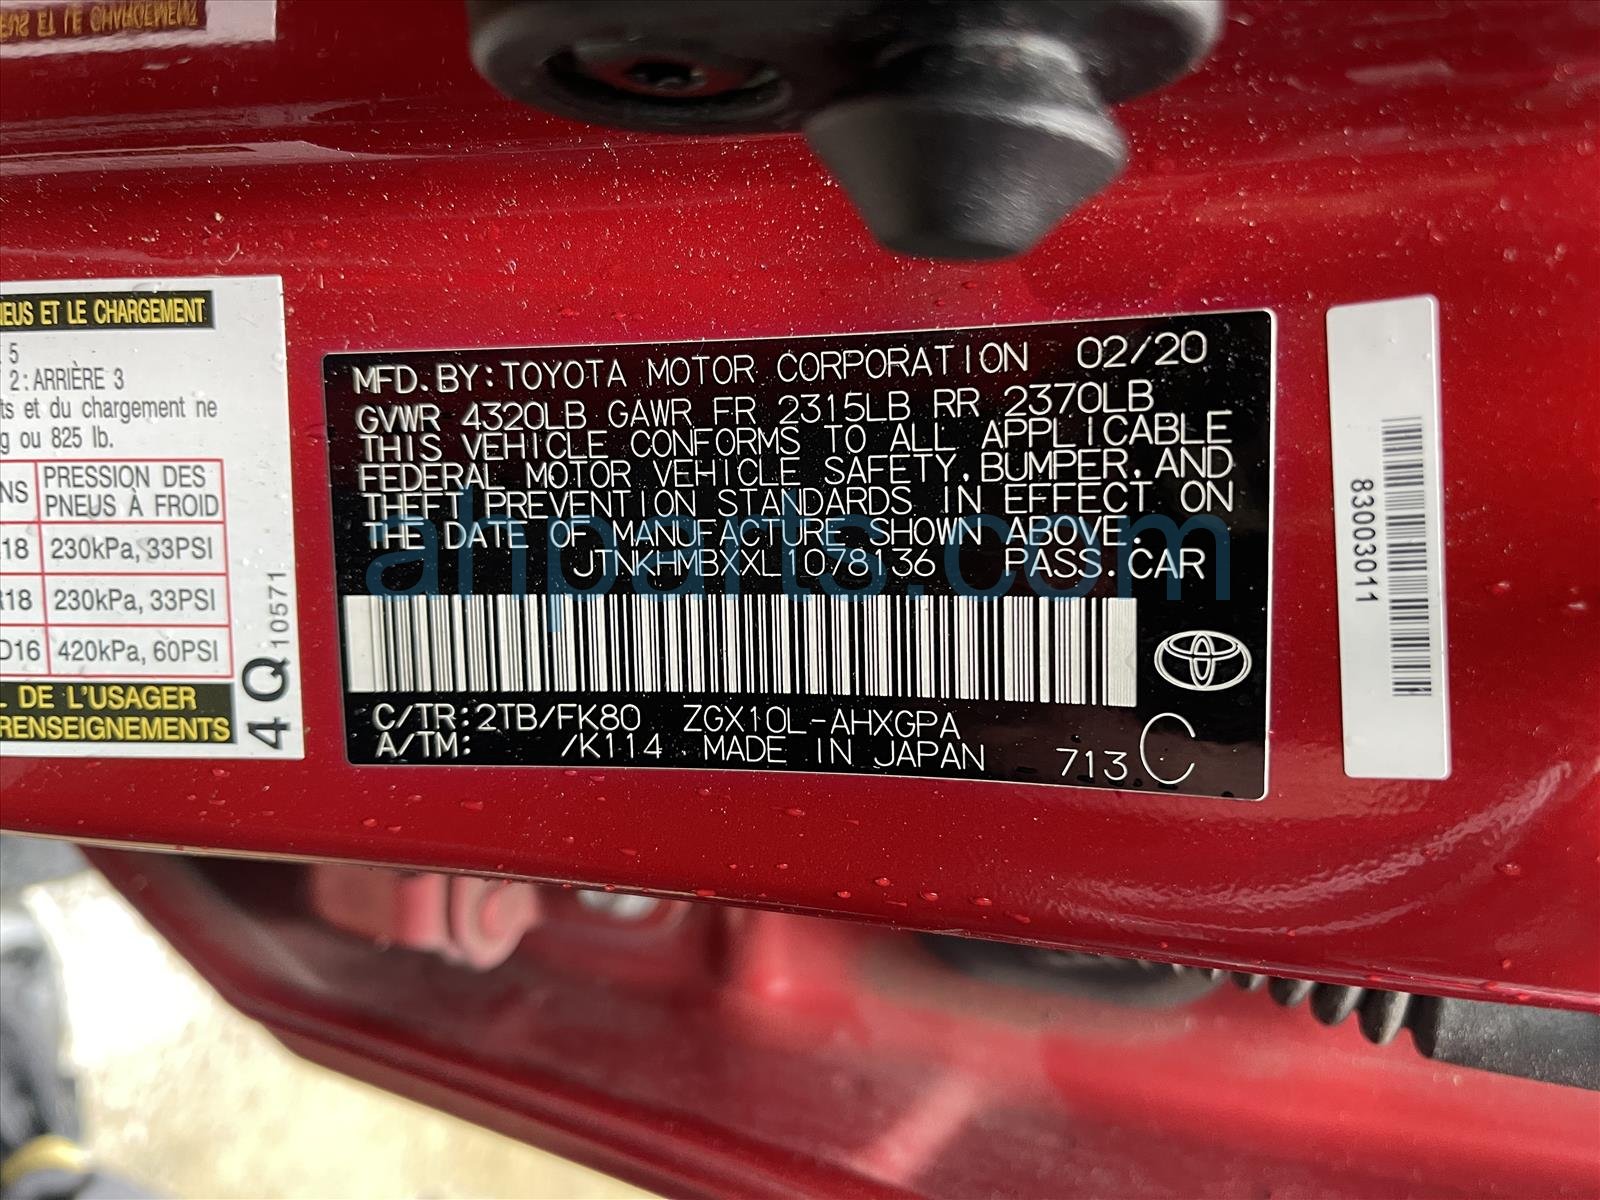 NEUS ET LE CHARGEMENT
5
2: ARRIÈRE 3
ts et du chargement ne
g ou 825 lb.
NS PRESSION DES PNEUS À FROID
18 230kPa, 33PSI
R18 230kPa, 33PSI
D16 420kPa, 60PSI
L DE L'USAGER
RENSEIGNEMENTS
4Q 10571
MFD. BY: TOYOTA MOTOR CORPORATION 02/20
GVWR 4320LB GAWR FR 2315LB RR 2370LB
THIS VEHICLE CONFORMS TO ALL APPLICABLE
FEDERAL MOTOR VEHICLE SAFETY, BUMPER, AND
THEFT PREVENTION STANDARDS IN EFFECT ON
THE DATE OF MANUFACTURE SHOWN ABOVE.
JTNKHMBXXL1078136 PASS. CAR
C/TR: 2TB/FK80 ZGX10L-AHXGPA
A/TM: /K114 MADE IN JAPAN 713 C
83003011
ahparts.com